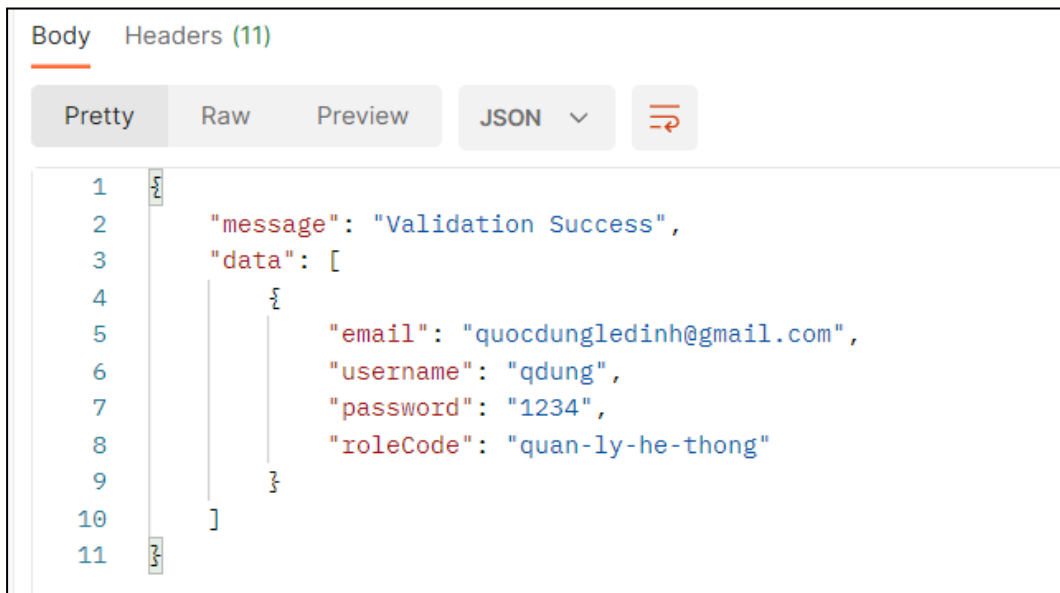 Body Headers (11)
Pretty Raw Preview JSON
1 {
2 "message": "Validation Success",
3 "data": [
4 {
5 "email": "quocdungledinh@gmail.com",
6 "username": "qdung",
7 "password": "1234",
8 "roleCode": "quan-ly-he-thong"
9 }
10 ]
11 }